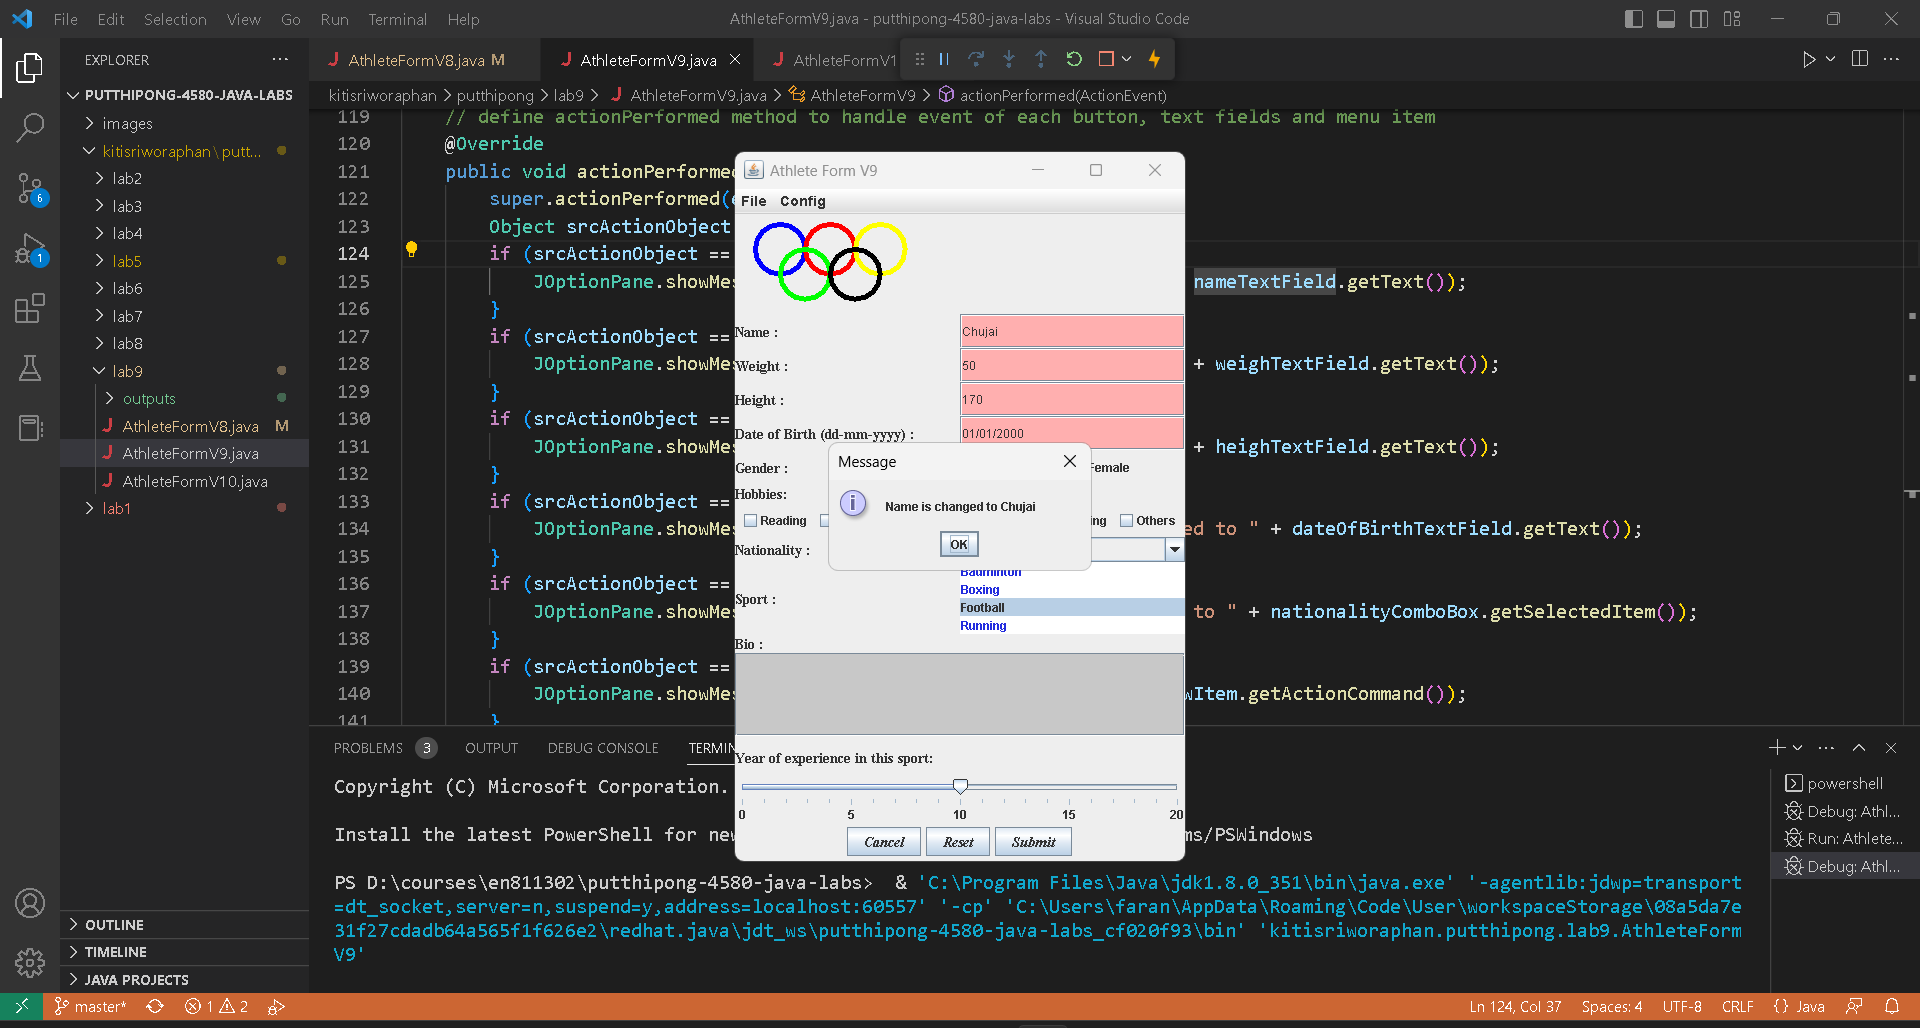 File Edit Selection View Go Run Terminal Help
AthleteFormV9.java - putthipong-4580-java-labs - Visual Studio Code
EXPLORER
PUTTHIPONG-4580-JAVA-LABS
images
kitisriworaphan\putt...
lab2
lab3
lab4
lab5
lab6
lab7
lab8
lab9
outputs
AthleteFormV8.java M
AthleteFormV9.java
AthleteFormV10.java
lab1
OUTLINE
TIMELINE
JAVA PROJECTS
6
1
AthleteFormV8.java M
AthleteFormV9.java
AthleteFormV1
kitisriworaphan > putthipong > lab9 > AthleteFormV9.java > AthleteFormV9 > actionPerformed(ActionEvent)
119 // define actionPerformed method to handle event of each button, text fields and menu item
120 @Override
121 public void actionPerformed
122 super.actionPerformed(
123 Object srcActionObject
124 if (srcActionObject ==
125 JOptionPane.showMes nameTextField.getText());
126 }
127 if (srcActionObject ==
128 JOptionPane.showMes + weighTextField.getText());
129 }
130 if (srcActionObject ==
131 JOptionPane.showMes + heighTextField.getText());
132 }
133 if (srcActionObject ==
134 JOptionPane.showMes ed to " + dateOfBirthTextField.getText());
135 }
136 if (srcActionObject ==
137 JOptionPane.showMes to " + nationalityComboBox.getSelectedItem());
138 }
139 if (srcActionObject ==
140 JOptionPane.showMes wItem.getActionCommand());
141 }
Athlete Form V9
File Config
Name : Chujai
Weight : 50
Height : 170
Date of Birth (dd-mm-yyyy) : 01/01/2000
Gender : Female
Hobbies:
Reading ing Others
Nationality :
Sport :
Badminton
Boxing
Football
Running
Bio :
Year of experience in this sport:
0 5 10 15 20
Cancel Reset Submit
Message
Name is changed to Chujai
OK
PROBLEMS 3 OUTPUT DEBUG CONSOLE TERMIN
Copyright (C) Microsoft Corporation.
Install the latest PowerShell for new ms/PSWindows
PS D:\courses\en811302\putthipong-4580-java-labs> & 'C:\Program Files\Java\jdk1.8.0_351\bin\java.exe' '-agentlib:jdwp=transport
=dt_socket,server=n,suspend=y,address=localhost:60557' '-cp' 'C:\Users\faran\AppData\Roaming\Code\User\workspaceStorage\08a5da7e
31f27cdadb64a565f1f626e2\redhat.java\jdt_ws\putthipong-4580-java-labs_cf020f93\bin' 'kitisriworaphan.putthipong.lab9.AthleteForm
V9'
powershell
Debug: Athl...
Run: Athlete...
Debug: Athl...
master* 1 2
Ln 124, Col 37 Spaces: 4 UTF-8 CRLF {} Java